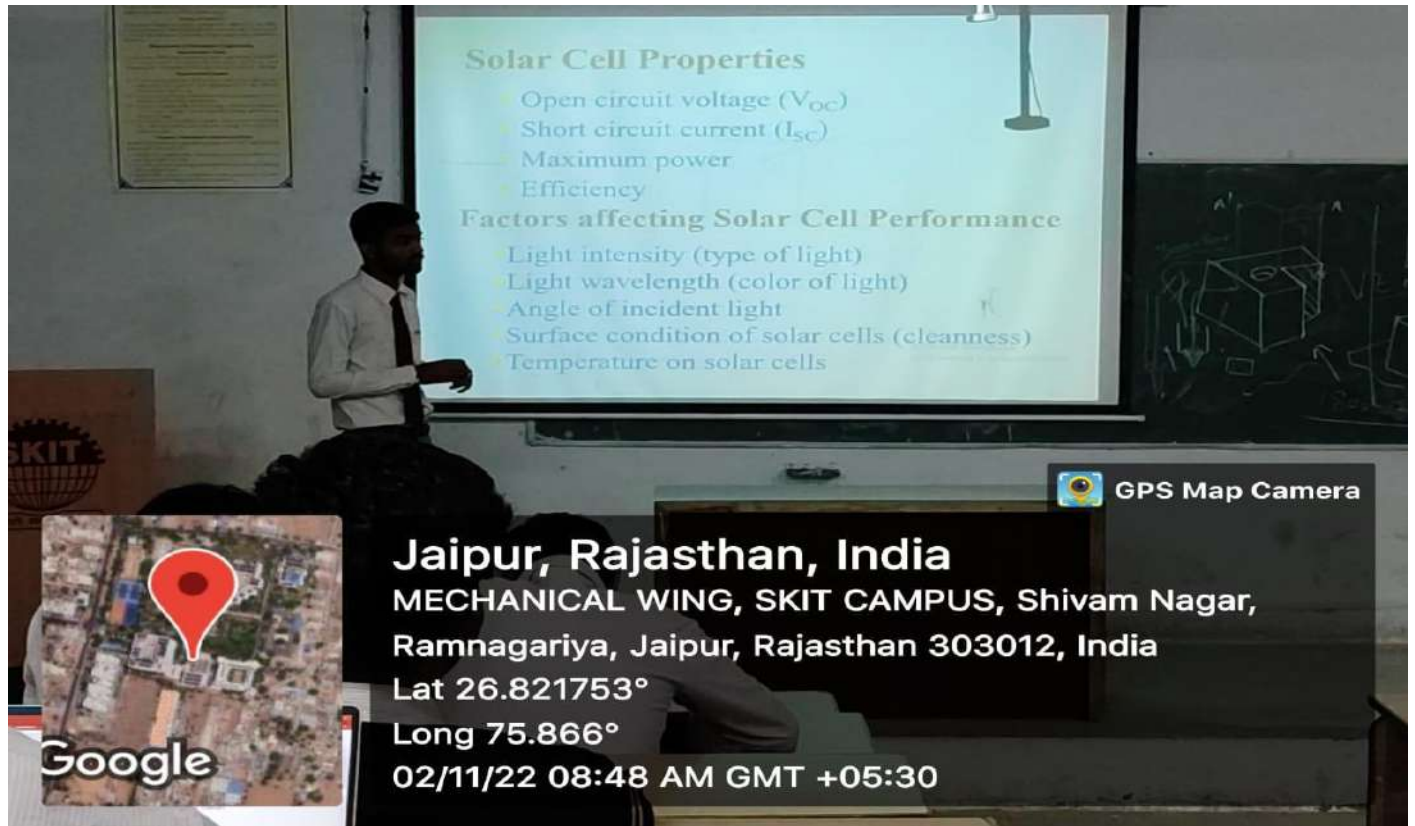 Solar Cell Properties
Open circuit voltage (VOC)
Short circuit current (ISC)
Maximum power
Efficiency
Factors affecting Solar Cell Performance
Light intensity (type of light)
Light wavelength (color of light)
Angle of incident light
Surface condition of solar cells (cleanness)
Temperature on solar cells
A' A
SKIT
GPS Map Camera
Jaipur, Rajasthan, India
MECHANICAL WING, SKIT CAMPUS, Shivam Nagar,
Ramnagariya, Jaipur, Rajasthan 303012, India
Lat 26.821753°
Long 75.866°
02/11/22 08:48 AM GMT +05:30
Google